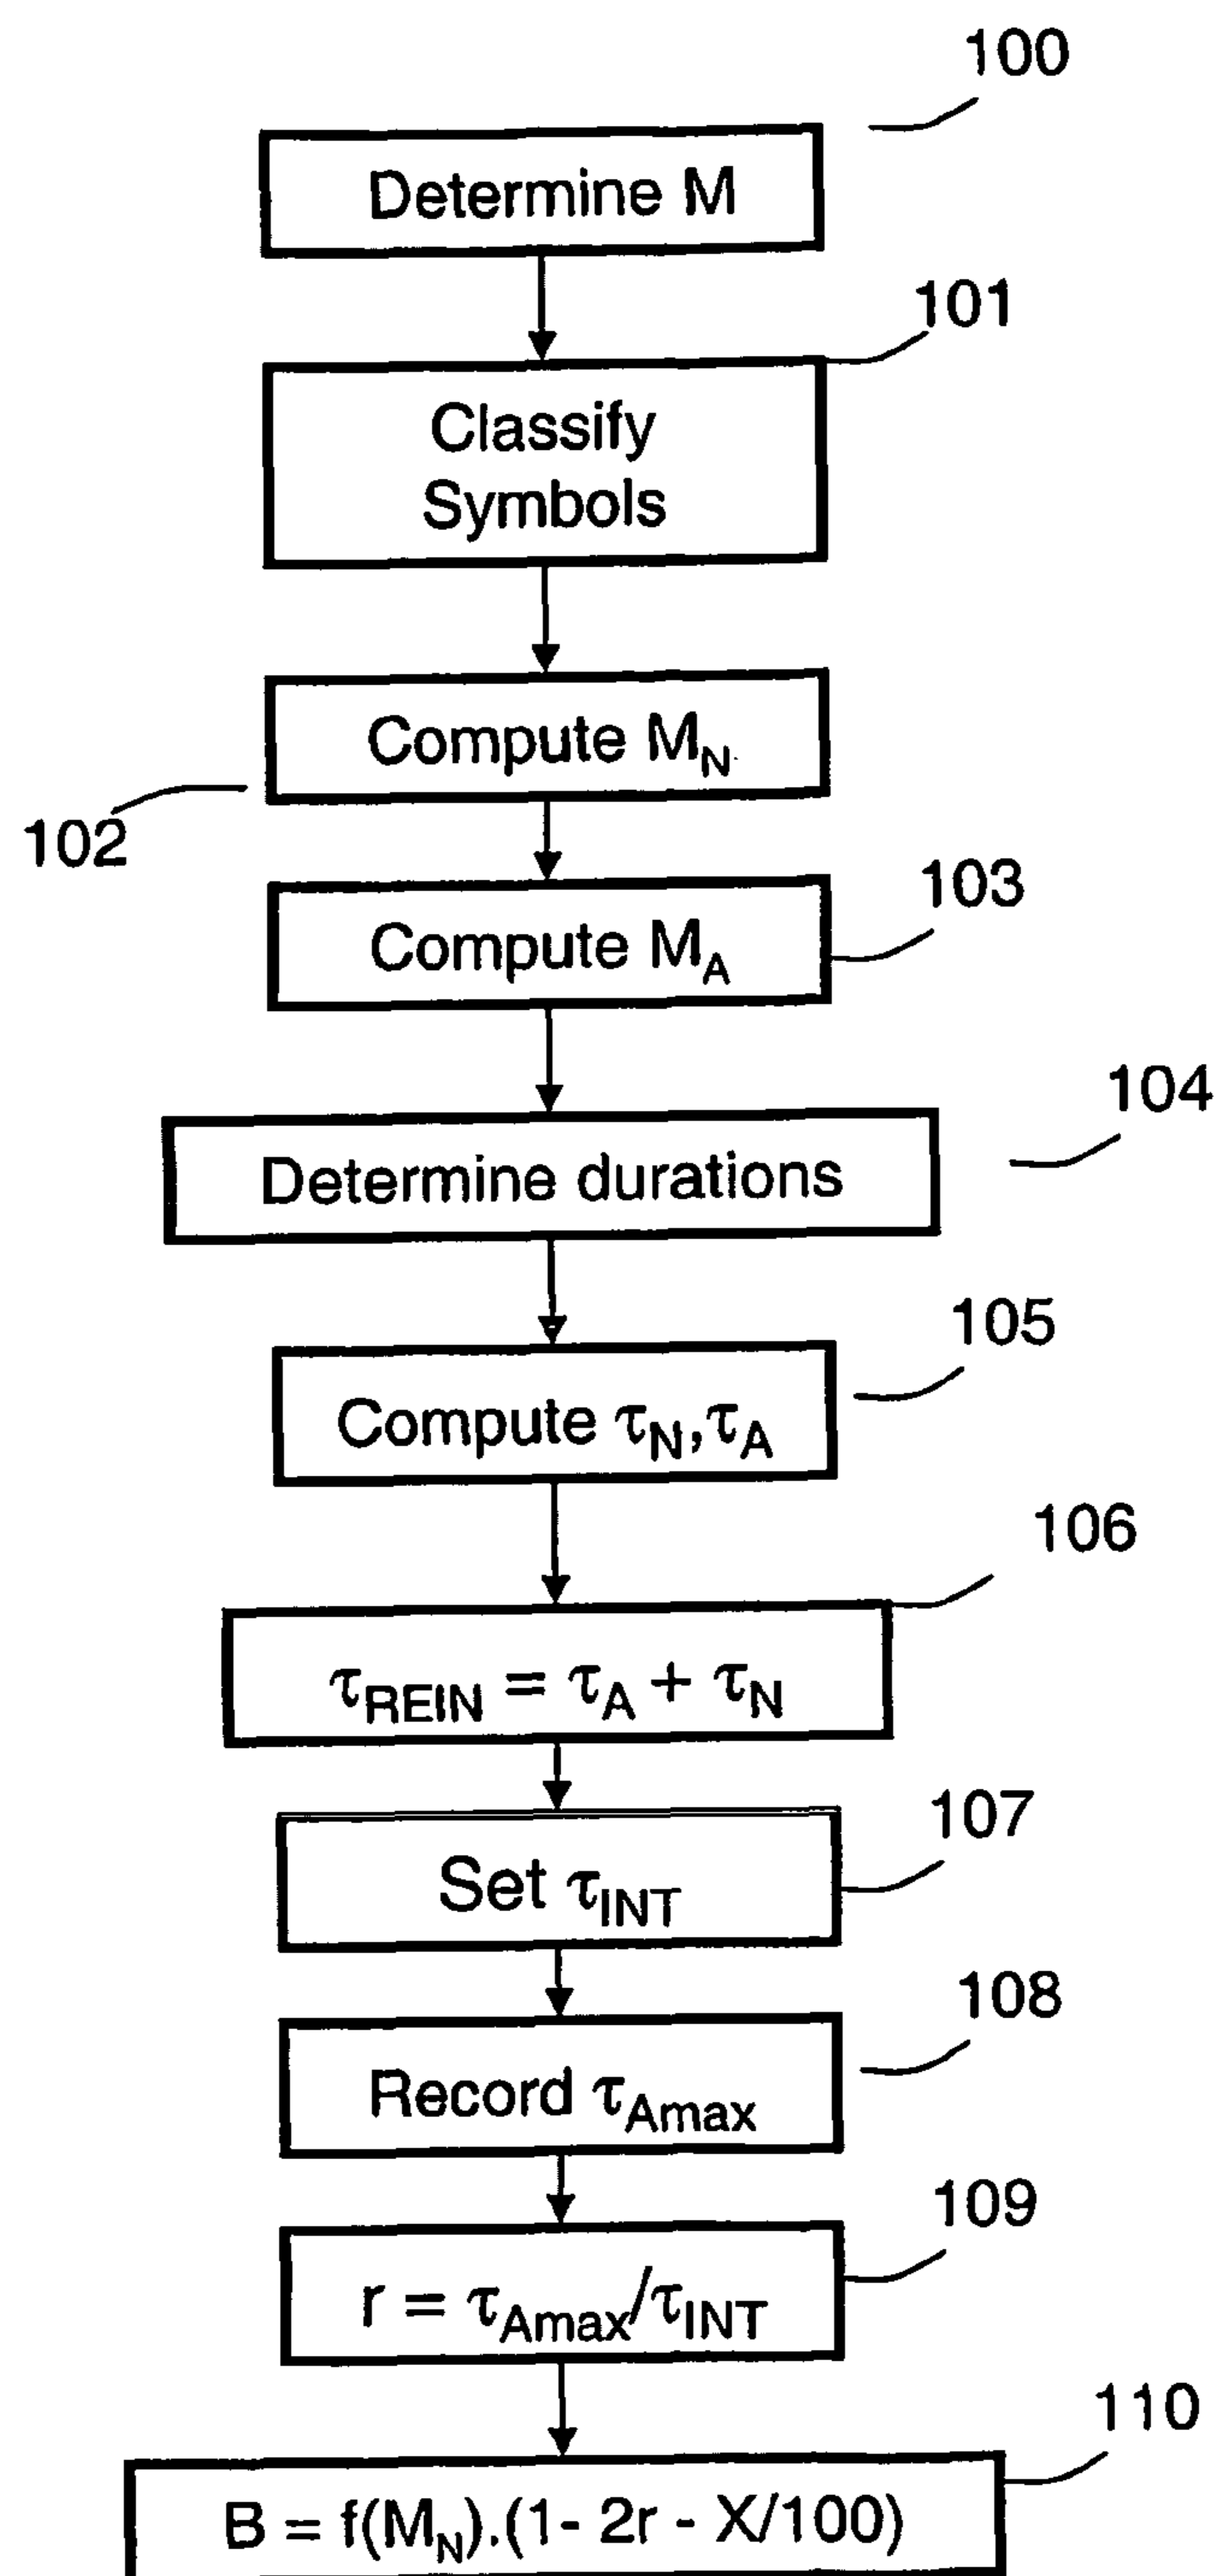 100
Determine M
101
Classify
Symbols
Compute M_N
102
103
Compute M_A
104
Determine durations
105
Compute τ_N,τ_A
106
τ_REIN = τ_A + τ_N
107
Set τ_INT
108
Record τ_Amax
109
r = τ_Amax/τ_INT
110
B = f(M_N).(1- 2r - X/100)